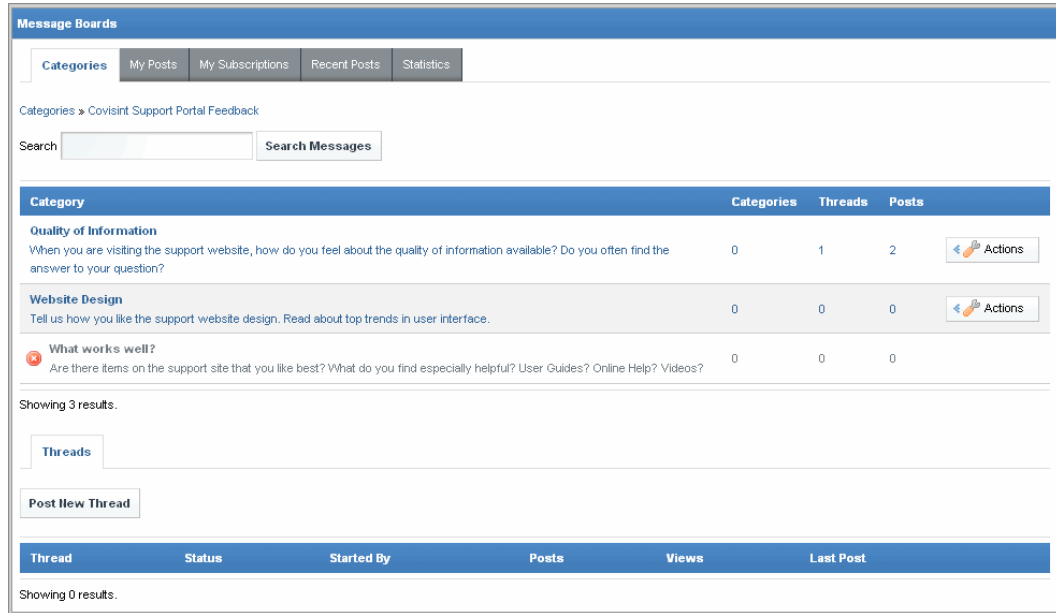 Message Boards
Categories My Posts My Subscriptions Recent Posts Statistics
Categories » Covisint Support Portal Feedback
Search Search Messages
Category Categories Threads Posts
Quality of Information
When you are visiting the support website, how do you feel about the quality of information available? Do you often find the
answer to your question?
0 1 2 Actions
Website Design
Tell us how you like the support website design. Read about top trends in user interface.
0 0 0 Actions
What works well?
Are there items on the support site that you like best? What do you find especially helpful? User Guides? Online Help? Videos?
0 0 0
Showing 3 results.
Threads
Post New Thread
Thread Status Started By Posts Views Last Post
Showing 0 results.